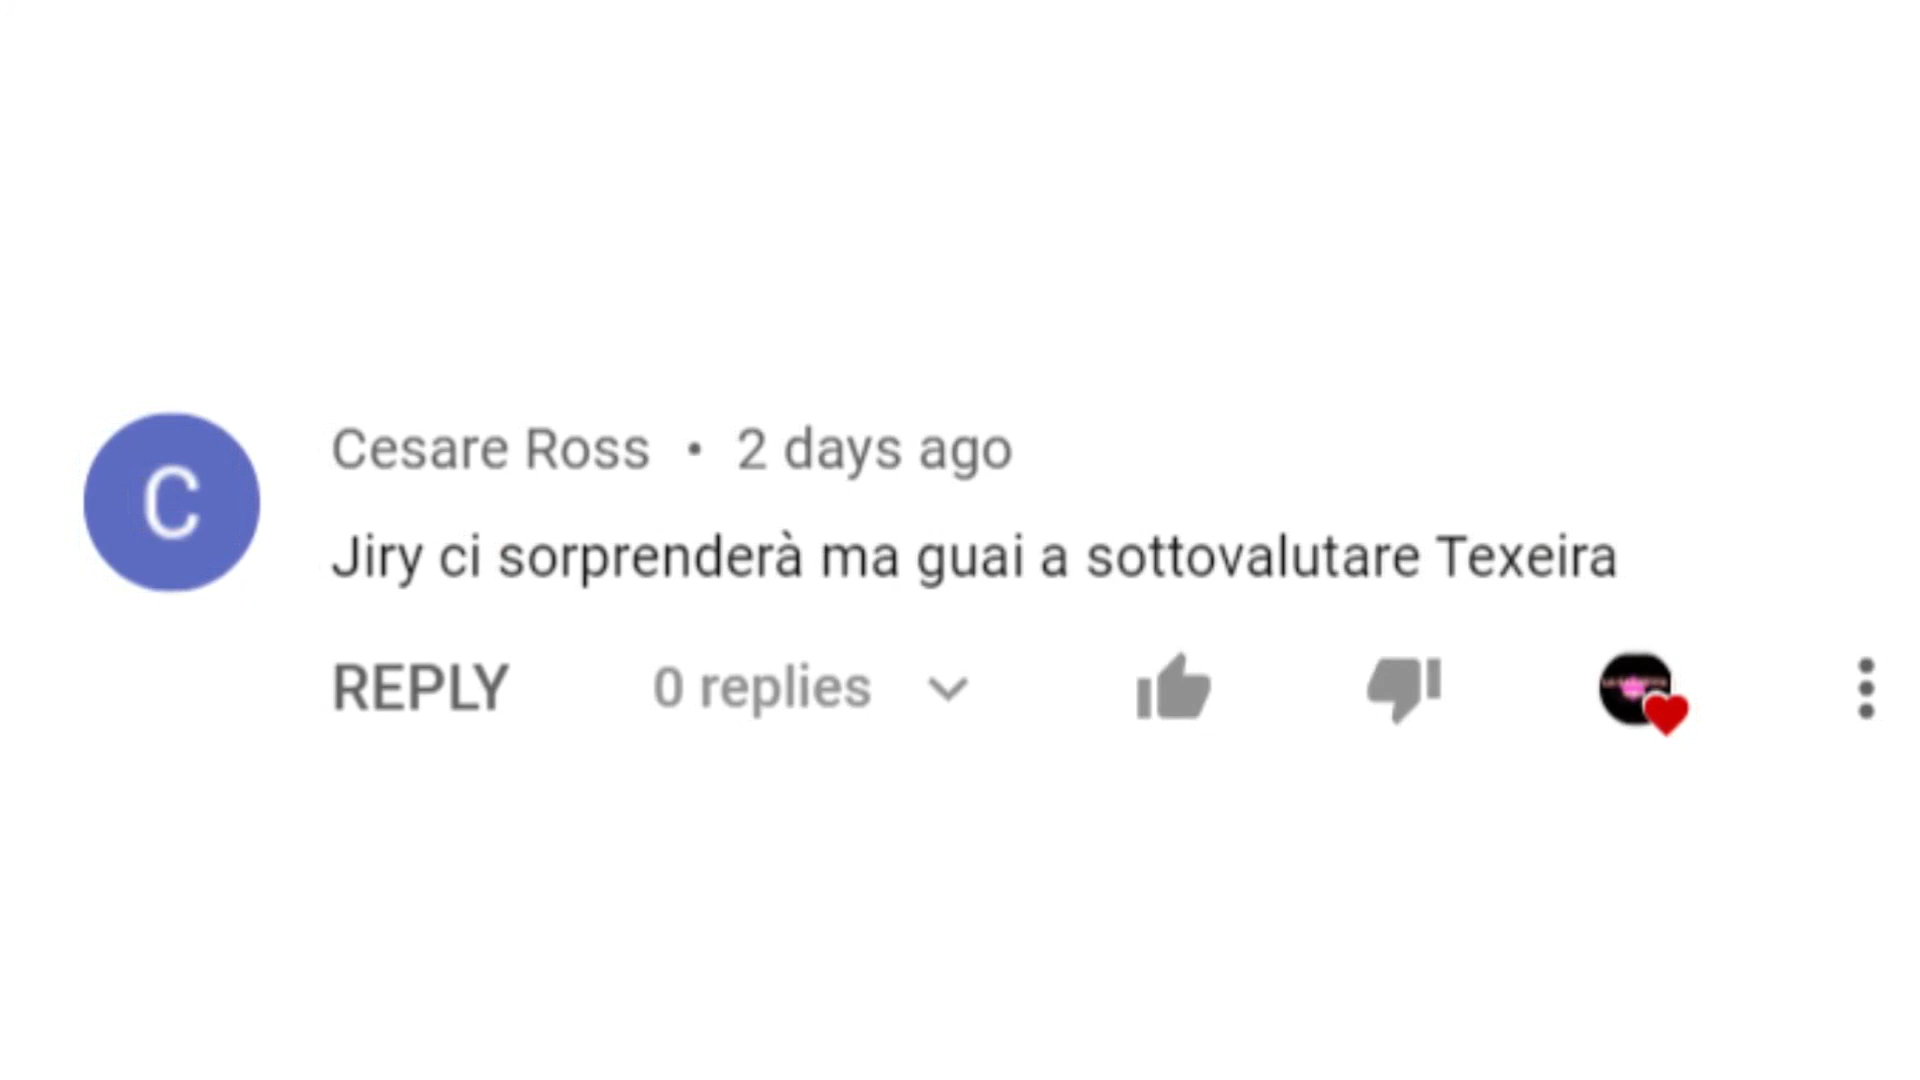 C
Cesare Ross • 2 days ago
Jiry ci sorprenderà ma guai a sottovalutare Texeira
REPLY 0 replies